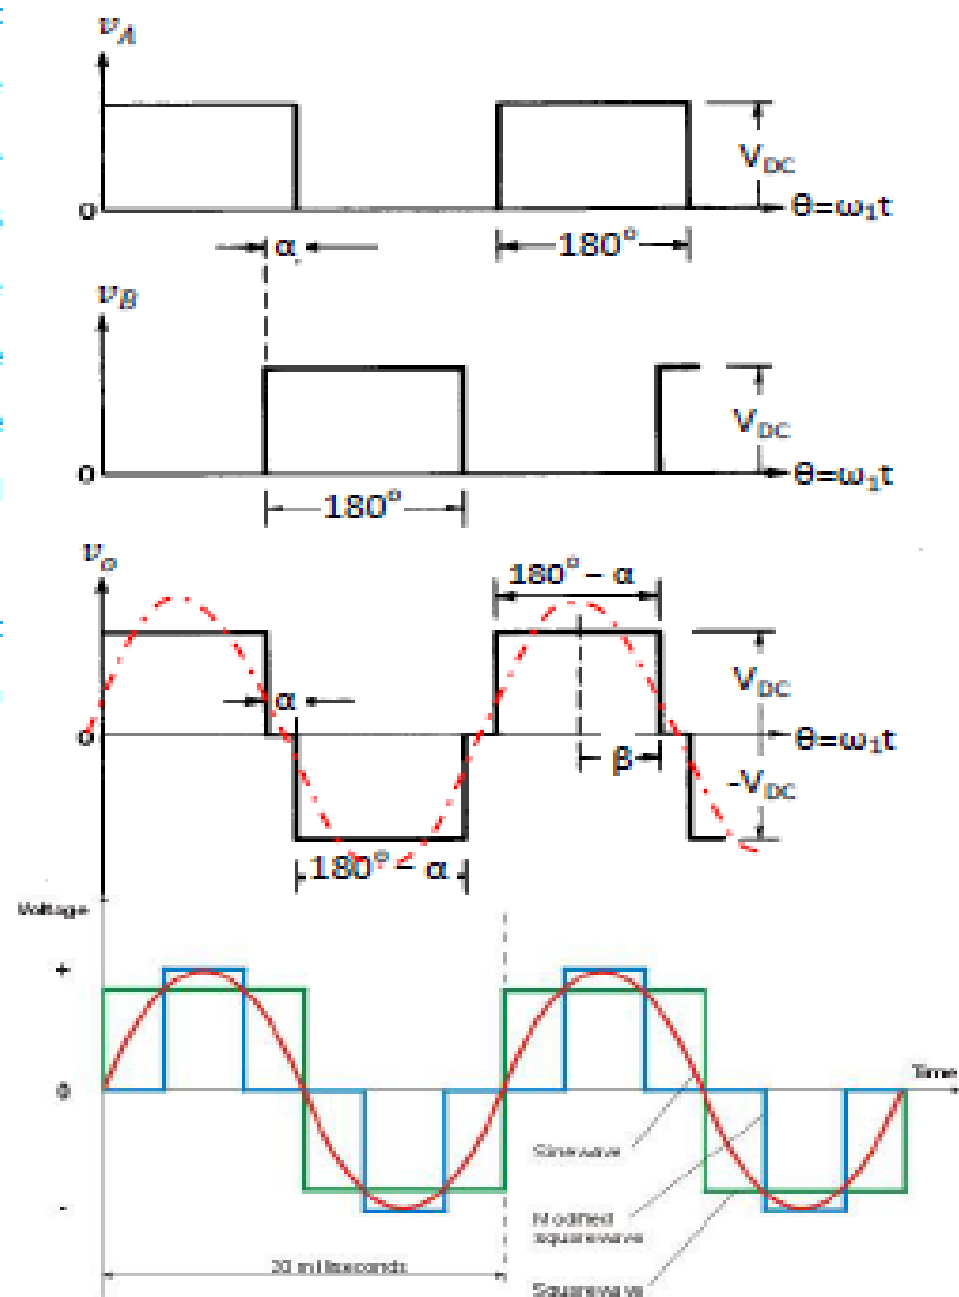 v_A
V_DC
0
θ=ω₁t
α
180°
v_B
V_DC
0
θ=ω₁t
180°
v_o
180° – α
α
V_DC
0
θ=ω₁t
β
-V_DC
180° – α
Voltage
+
0
Time
Sinewave
-
Modified
squarewave
milliseconds
Squarewave